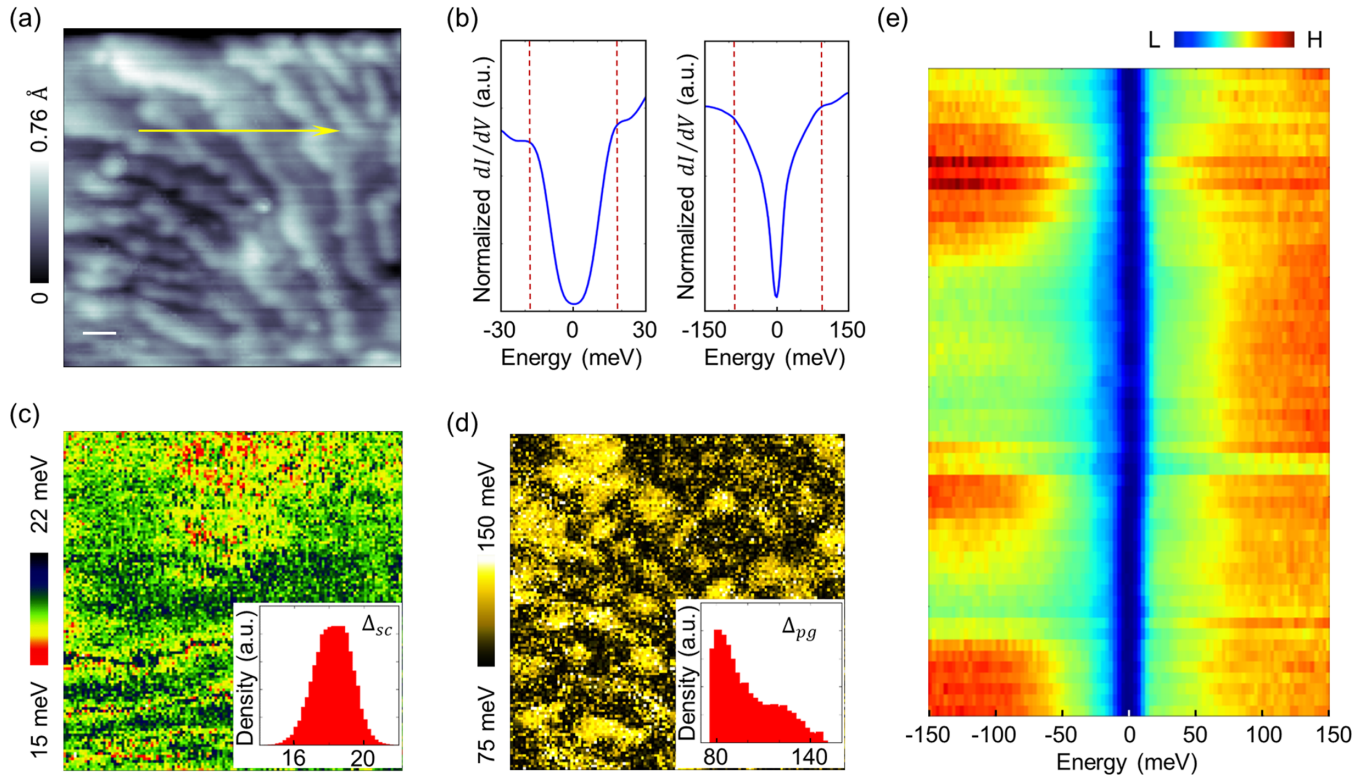 (a)
0.76 Å
0
(b)
Normalized dI/dV (a.u.)
-30 0 30
Energy (meV)
Normalized dI/dV (a.u.)
-150 0 150
Energy (meV)
(c)
22 meV
15 meV
Density (a.u.)
Δsc
16 20
(d)
150 meV
75 meV
Density (a.u.)
Δpg
80 140
(e)
L H
-150 -100 -50 0 50 100 150
Energy (meV)